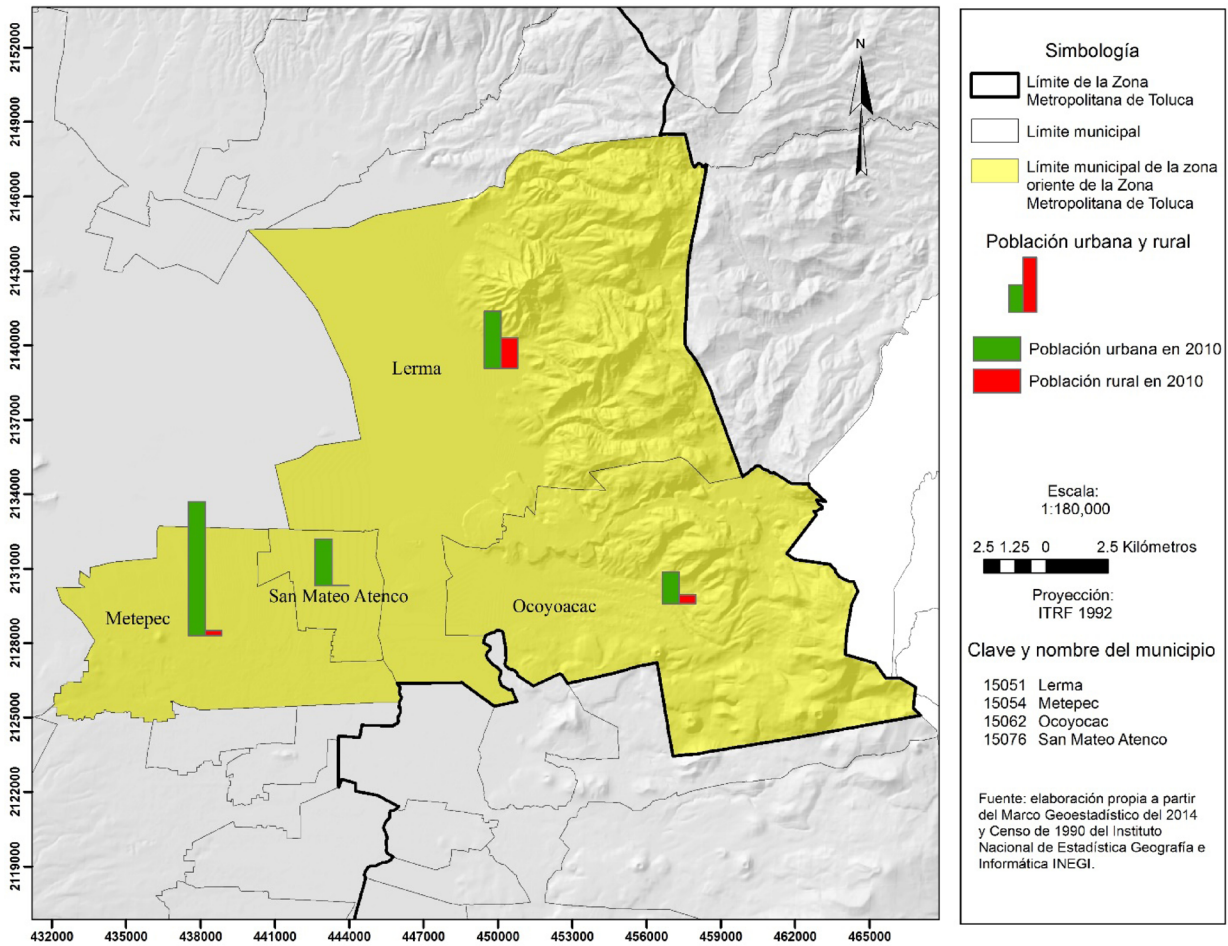 2152000
2149000
2146000
2143000
2140000
2137000
2134000
2131000
2128000
2125000
2122000
2119000
432000
435000
438000
441000
444000
447000
450000
453000
456000
459000
462000
465000
N
Lerma
Metepec
San Mateo Atenco
Ocoyoacac
Simbología
Límite de la Zona
Metropolitana de Toluca
Limite municipal
Límite municipal de la zona
oriente de la Zona
Metropolitana de Toluca
Población urbana y rural
Población urbana en 2010
Población rural en 2010
Escala:
1:180,000
2.5 1.25 0 2.5 Kilómetros
Proyección:
ITRF 1992
Clave y nombre del municipio
15051 Lerma
15054 Metepec
15062 Ocoyocac
15076 San Mateo Atenco
Fuente: elaboración propia a partir
del Marco Geoestadístico del 2014
y Censo de 1990 del Instituto
Nacional de Estadística Geografía e
Informática INEGI.